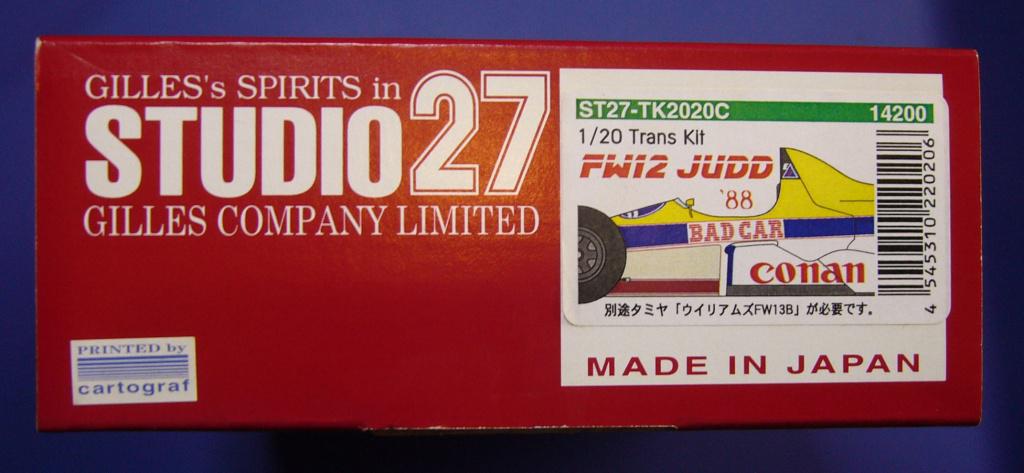 GILLES's SPIRITS in
STUDIO27
GILLES COMPANY LIMITED
PRINTED by
cartograf
ST27-TK2020C 14200
1/20 Trans Kit
FW12 JUDD
'88
BAD CAR
conan
別途タミヤ「ウイリアムズFW13B」が必要です。
4 545310 220206
MADE IN JAPAN